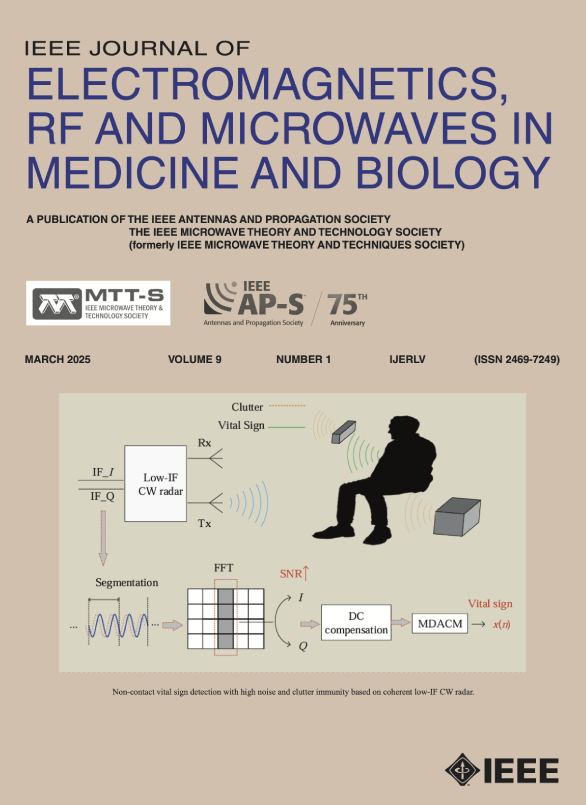 IEEE JOURNAL OF
ELECTROMAGNETICS,
RF AND MICROWAVES IN
MEDICINE AND BIOLOGY
A PUBLICATION OF THE IEEE ANTENNAS AND PROPAGATION SOCIETY
THE IEEE MICROWAVE THEORY AND TECHNOLOGY SOCIETY
(formerly IEEE MICROWAVE THEORY AND TECHNIQUES SOCIETY)
MTT-S
IEEE MICROWAVE THEORY &
TECHNOLOGY SOCIETY
IEEE
AP-S
Antennas and Propagation Society
75TH
Anniversary
MARCH 2025 VOLUME 9 NUMBER 1 IJERLV (ISSN 2469-7249)
Clutter
Vital Sign
Rx
IF_I
Low-IF
CW radar
IF_Q
Tx
Segmentation
FFT
SNR↑
... ...
I
Q
DC
compensation
MDACM
Vital sign
x(n)
Non-contact vital sign detection with high noise and clutter immunity based on coherent low-IF CW radar.
IEEE